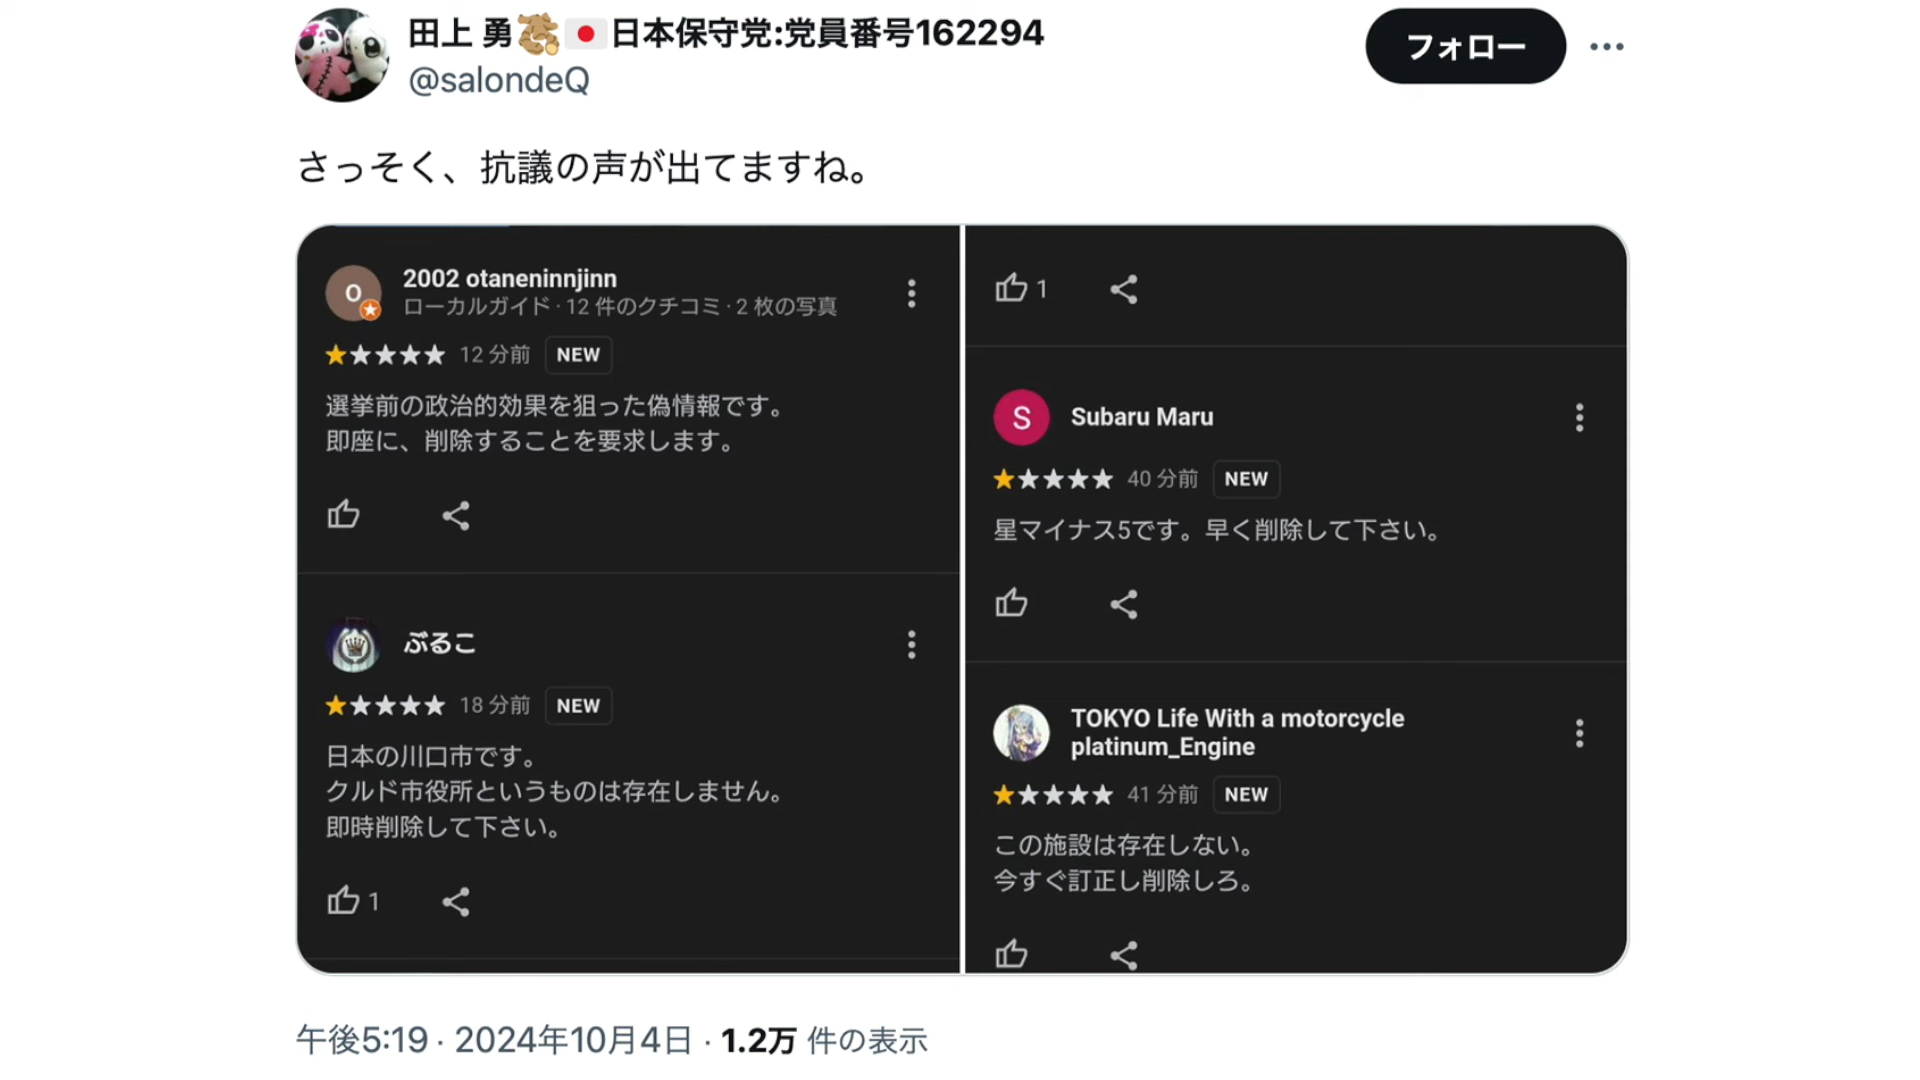 田上 勇🫚🇯🇵日本保守党:党員番号162294
@salondeQ
フォロー
さっそく、抗議の声が出てますね。
O
2002 otaneninnjinn
ローカルガイド · 12 件のクチコミ · 2 枚の写真
12 分前 NEW
選挙前の政治的効果を狙った偽情報です。
即座に、削除することを要求します。
ぶるこ
18 分前 NEW
日本の川口市です。
クルド市役所というものは存在しません。
即時削除して下さい。
1
1
S
Subaru Maru
40 分前 NEW
星マイナス5です。早く削除して下さい。
TOKYO Life With a motorcycle
platinum_Engine
41 分前 NEW
この施設は存在しない。
今すぐ訂正し削除しろ。
午後5:19 · 2024年10月4日 · 1.2万 件の表示